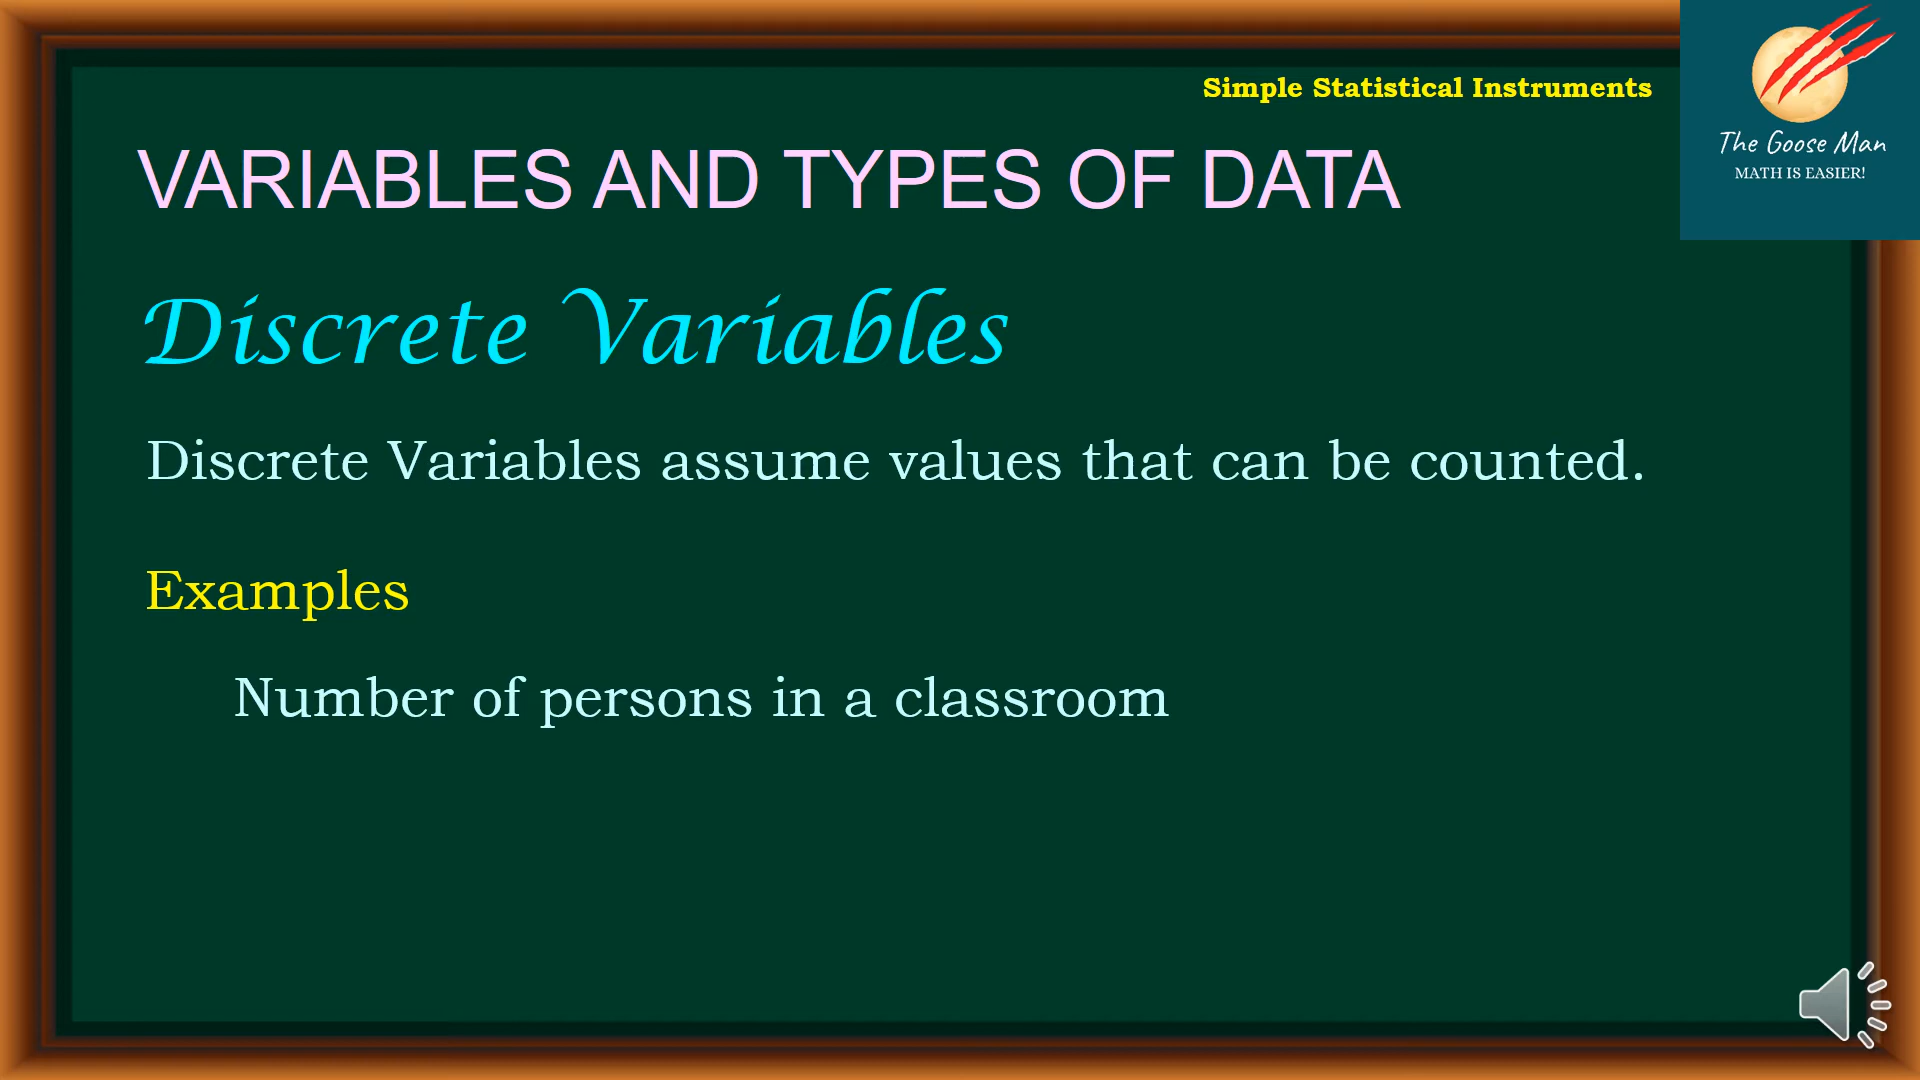 Simple Statistical Instruments
The Goose Man
MATH IS EASIER!
VARIABLES AND TYPES OF DATA
Discrete Variables
Discrete Variables assume values that can be counted.
Examples
Number of persons in a classroom